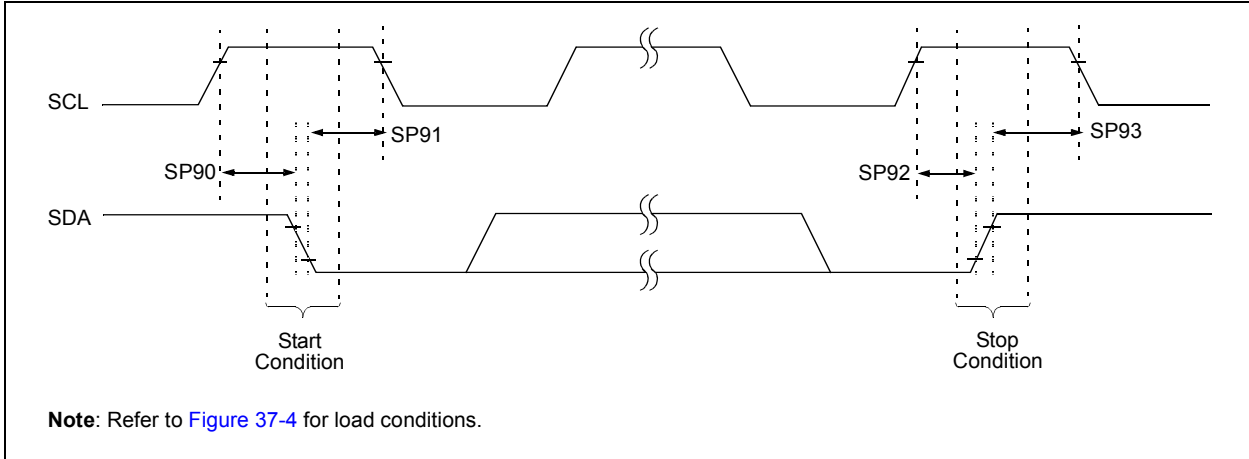 SCL
SP91
SP93
SP90
SP92
SDA
Start
Condition
Stop
Condition
Note: Refer to Figure 37-4 for load conditions.